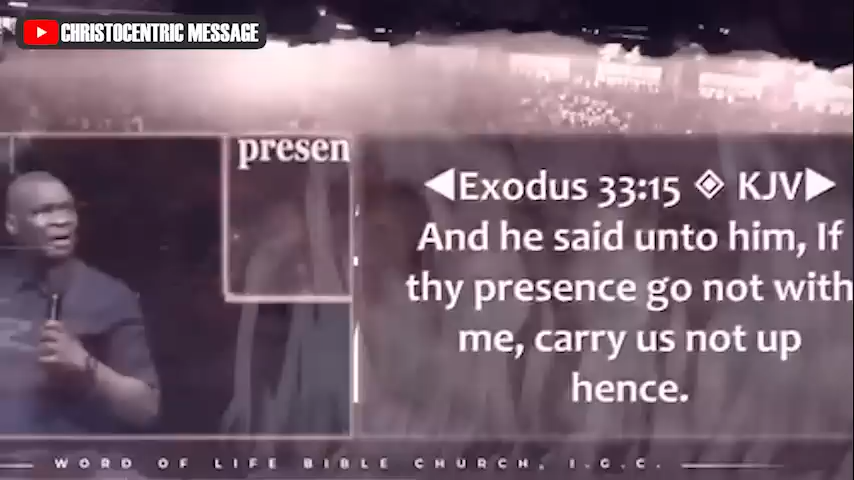 CHRISTOCENTRIC MESSAGE
presen
◀Exodus 33:15 ◈ KJV▶
And he said unto him, If
thy presence go not with
me, carry us not up
hence.
WORD OF LIFE BIBLE CHURCH, I.G.C.